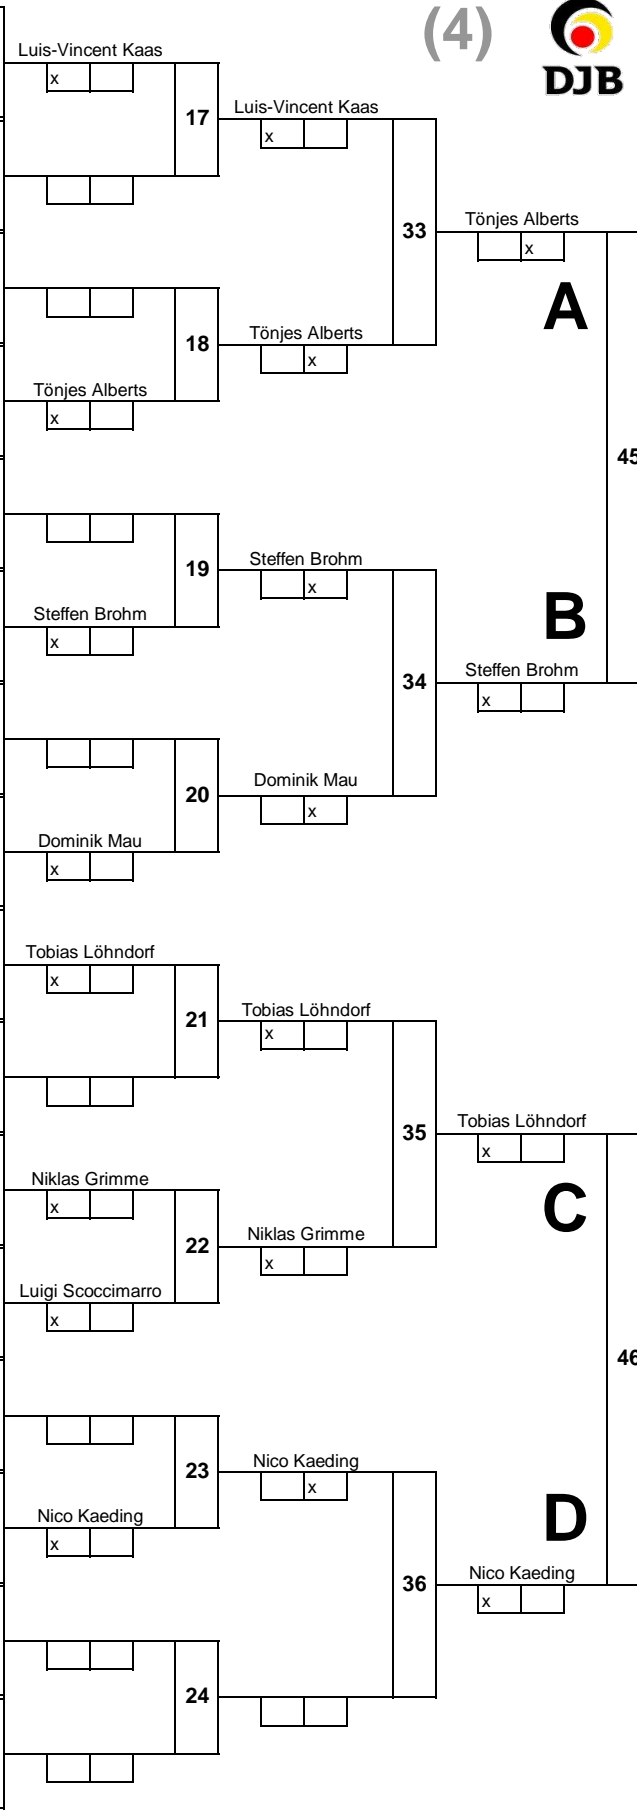 (4)
DJB
Luis-Vincent Kaas
x
17
Luis-Vincent Kaas
x
33
Tönjes Alberts
x
A
18
Tönjes Alberts
x
Tönjes Alberts
x
45
19
Steffen Brohm
x
Steffen Brohm
x
B
34
Steffen Brohm
x
20
Dominik Mau
x
Dominik Mau
x
Tobias Löhndorf
x
21
Tobias Löhndorf
x
35
Tobias Löhndorf
x
C
Niklas Grimme
x
22
Niklas Grimme
x
Luigi Scoccimarro
x
46
23
Nico Kaeding
x
Nico Kaeding
x
D
36
Nico Kaeding
x
24